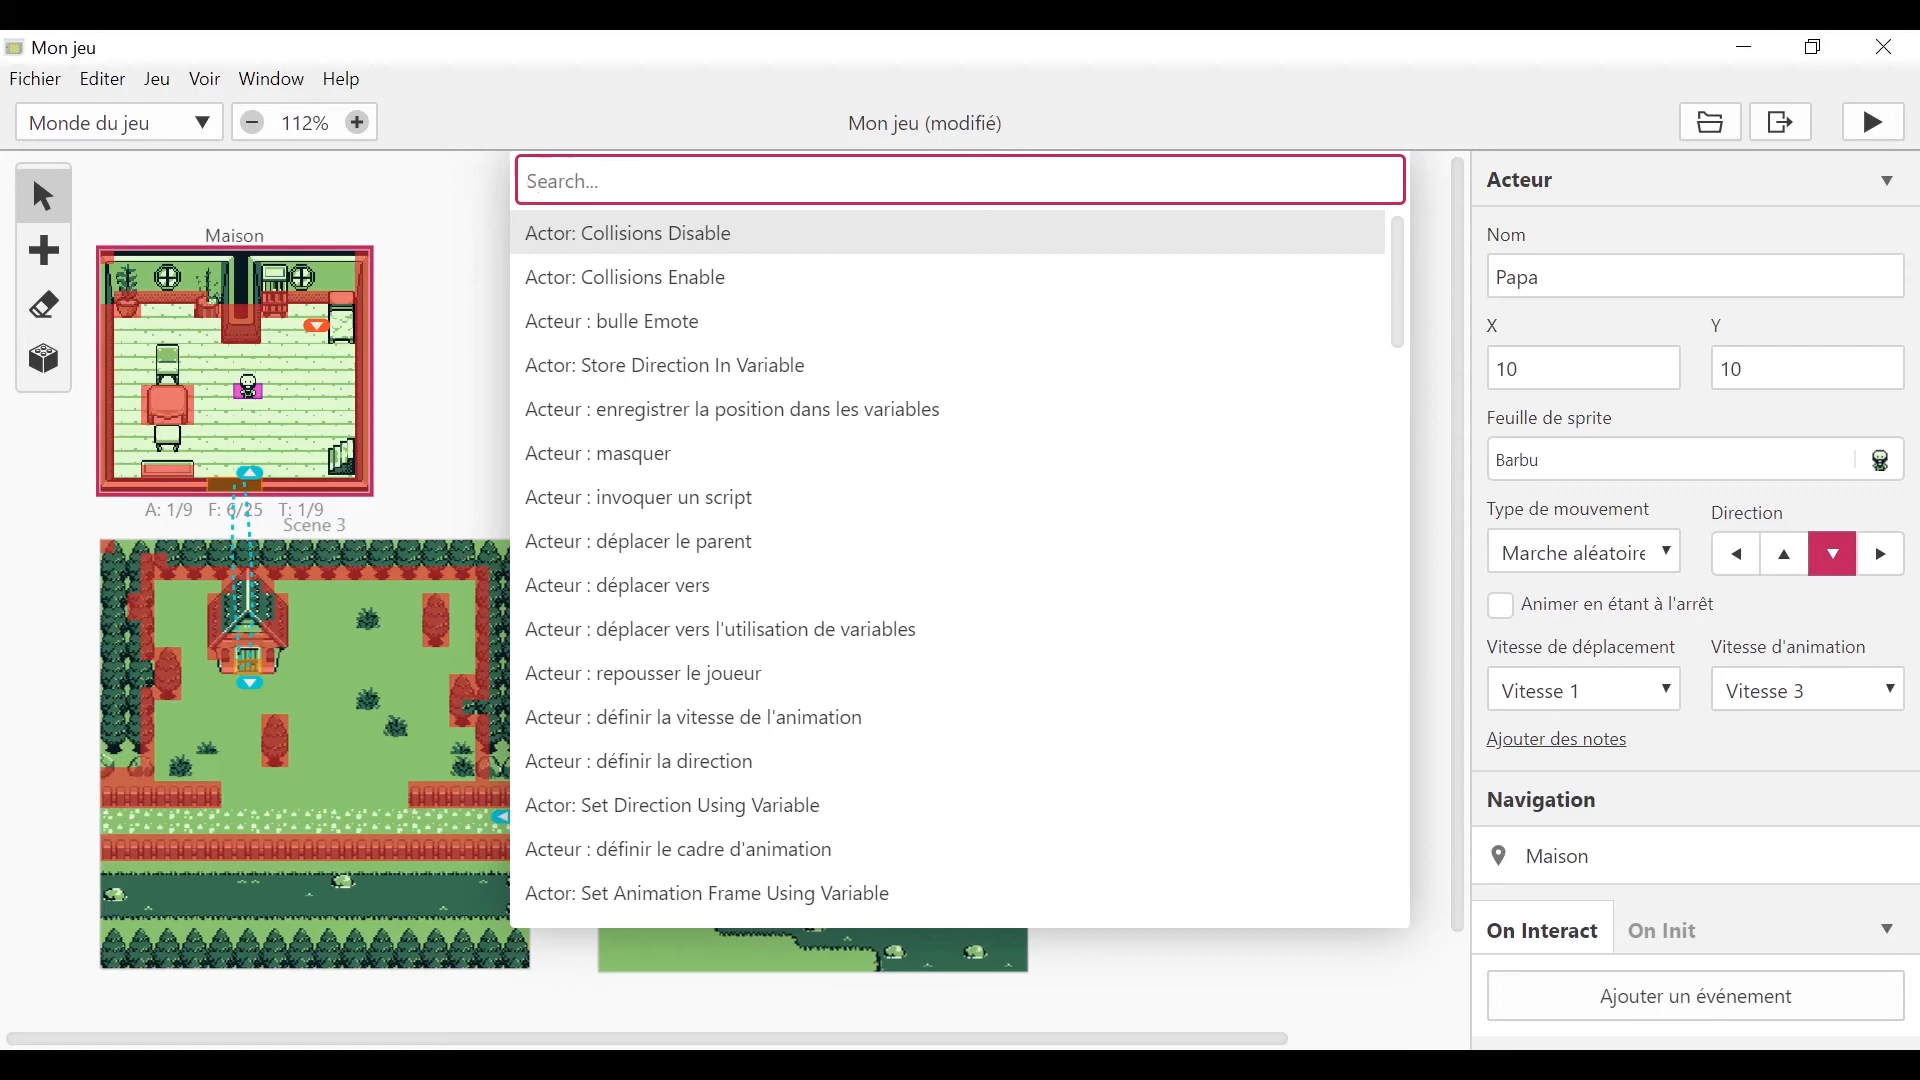 Mon jeu
Fichier Editer Jeu Voir Window Help
Monde du jeu
112%
Mon jeu (modifié)
Maison
A: 1/9 F: 6/25 T: 1/9
Scene 3
Search...
Actor: Collisions Disable
Actor: Collisions Enable
Acteur : bulle Emote
Actor: Store Direction In Variable
Acteur : enregistrer la position dans les variables
Acteur : masquer
Acteur : invoquer un script
Acteur : déplacer le parent
Acteur : déplacer vers
Acteur : déplacer vers l'utilisation de variables
Acteur : repousser le joueur
Acteur : définir la vitesse de l'animation
Acteur : définir la direction
Actor: Set Direction Using Variable
Acteur : définir le cadre d'animation
Actor: Set Animation Frame Using Variable
Acteur
Nom
Papa
X Y
10 10
Feuille de sprite
Barbu
Type de mouvement Direction
Marche aléatoire
Animer en étant à l'arrêt
Vitesse de déplacement Vitesse d'animation
Vitesse 1 Vitesse 3
Ajouter des notes
Navigation
Maison
On Interact On Init
Ajouter un événement